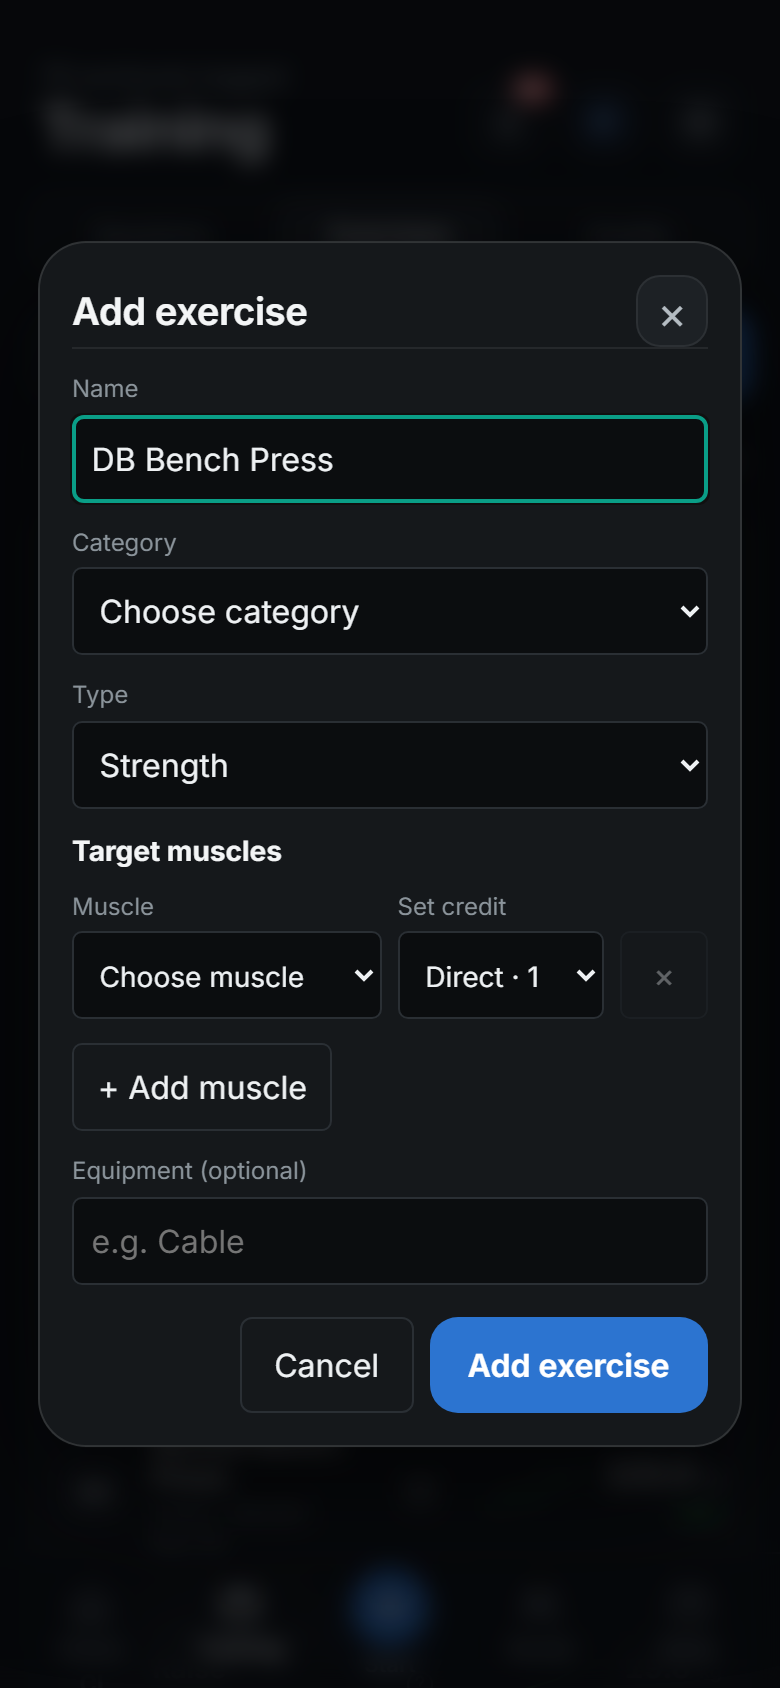 Training
Add exercise
×
Name
DB Bench Press
Category
Choose category
Type
Strength
Target muscles
Muscle
Set credit
Choose muscle
Direct · 1
×
+ Add muscle
Equipment (optional)
e.g. Cable
Cancel
Add exercise